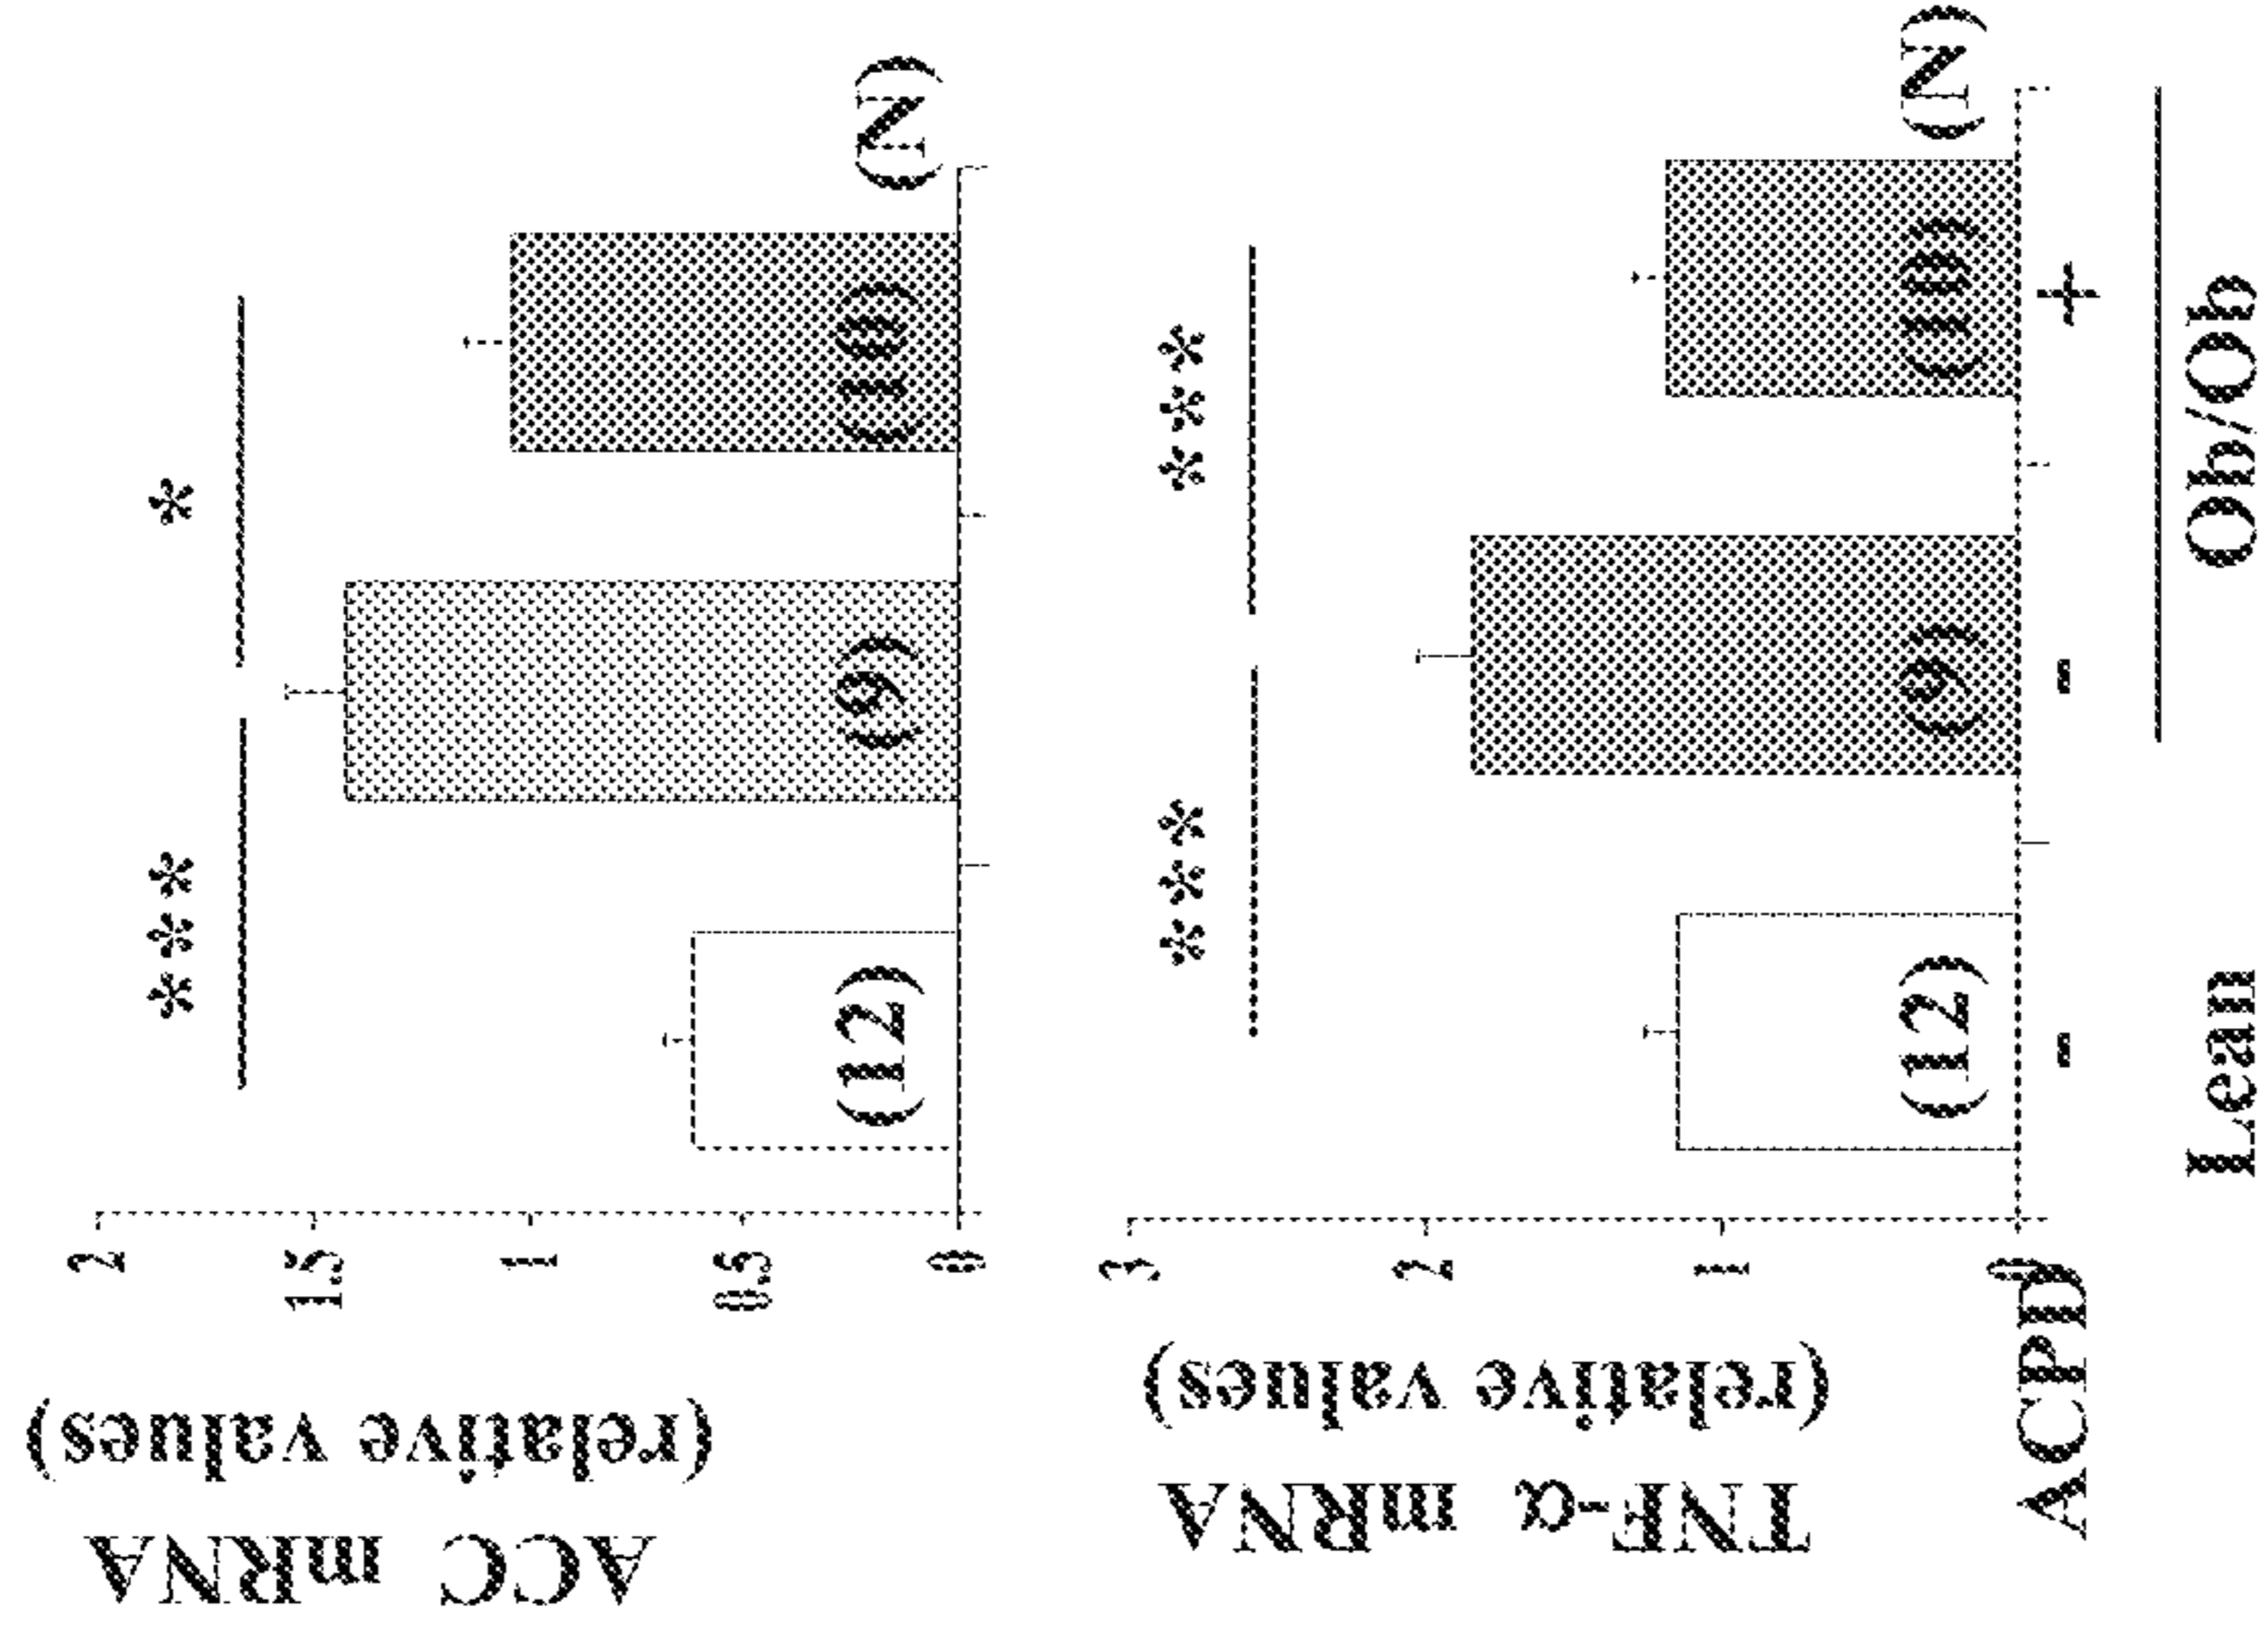 ACC mRNA
(relative values)
2
1.5
1
0.5
0
***
*
(12)
(9)
(10)
(N)
TNF-α mRNA
(relative values)
3
2
1
0
***
***
(12)
(9)
(10)
(N)
ACPD
-
-
+
Lean
Ob/Ob